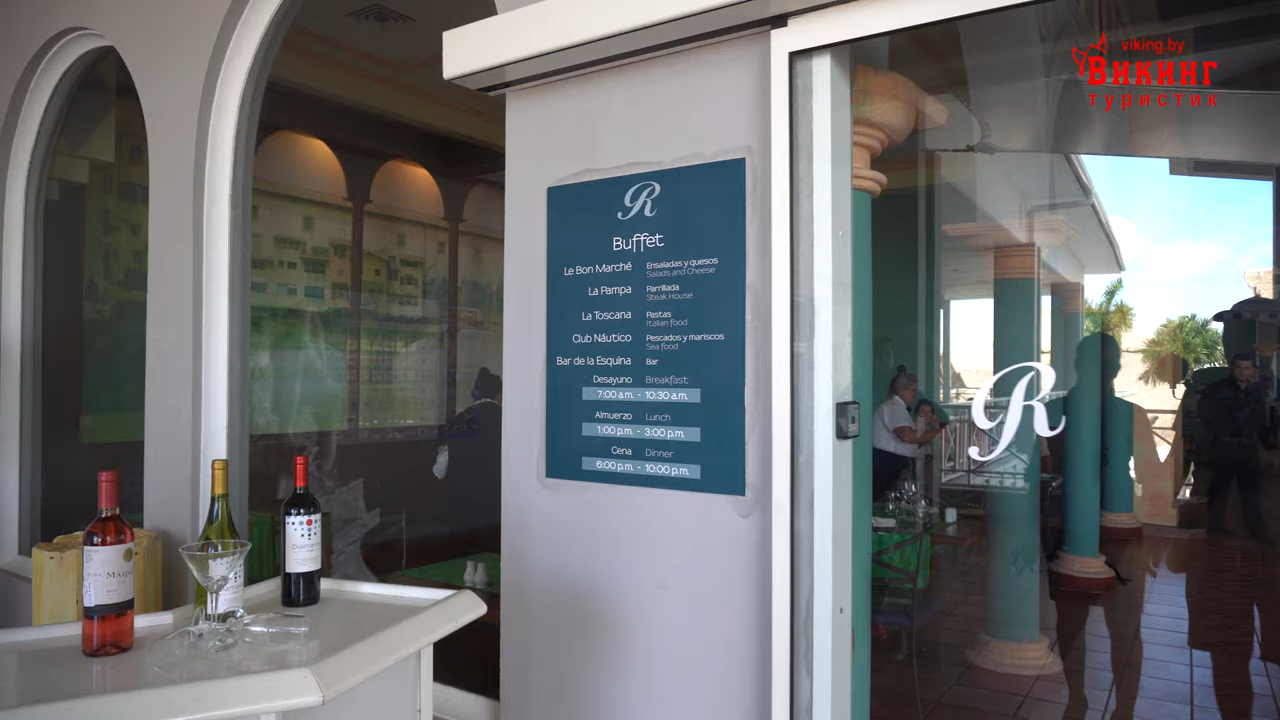 viking.by
Викинг
туристик
R
Buffet
Le Bon Marché
Ensaladas y quesos
Salads and Cheese
La Pampa
Parrillada
Steak House
La Toscana
Pastas
Italian food
Club Náutico
Pescados y mariscos
Sea food
Bar de la Esquina
Bar
Desayuno Breakfast
7:00 a.m. - 10:30 a.m.
Almuerzo Lunch
1:00 p.m. - 3:00 p.m.
Cena Dinner
6:00 p.m. - 10:00 p.m.
R